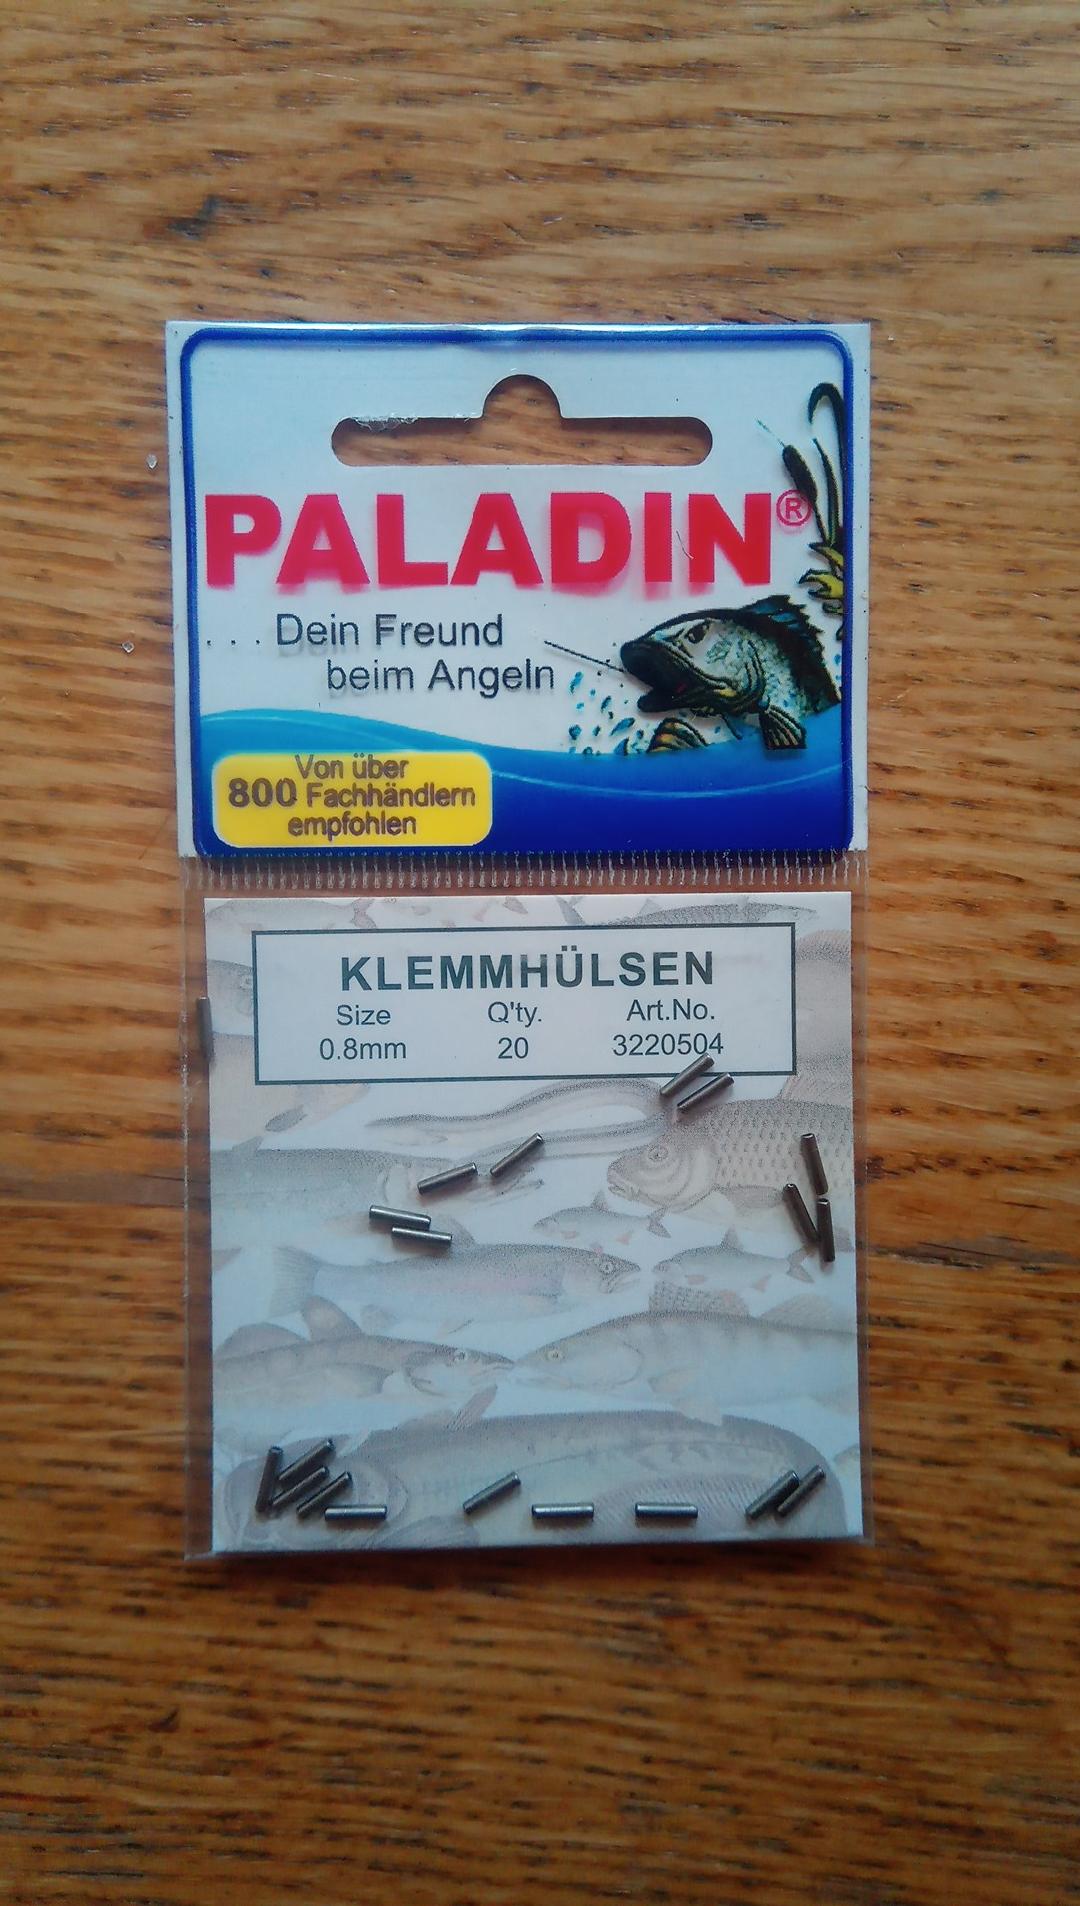 PALADIN®
. . . Dein Freund
beim Angeln
Von über
800 Fachhändlern
empfohlen
KLEMMHÜLSEN
Size Q'ty. Art.No.
0.8mm 20 3220504